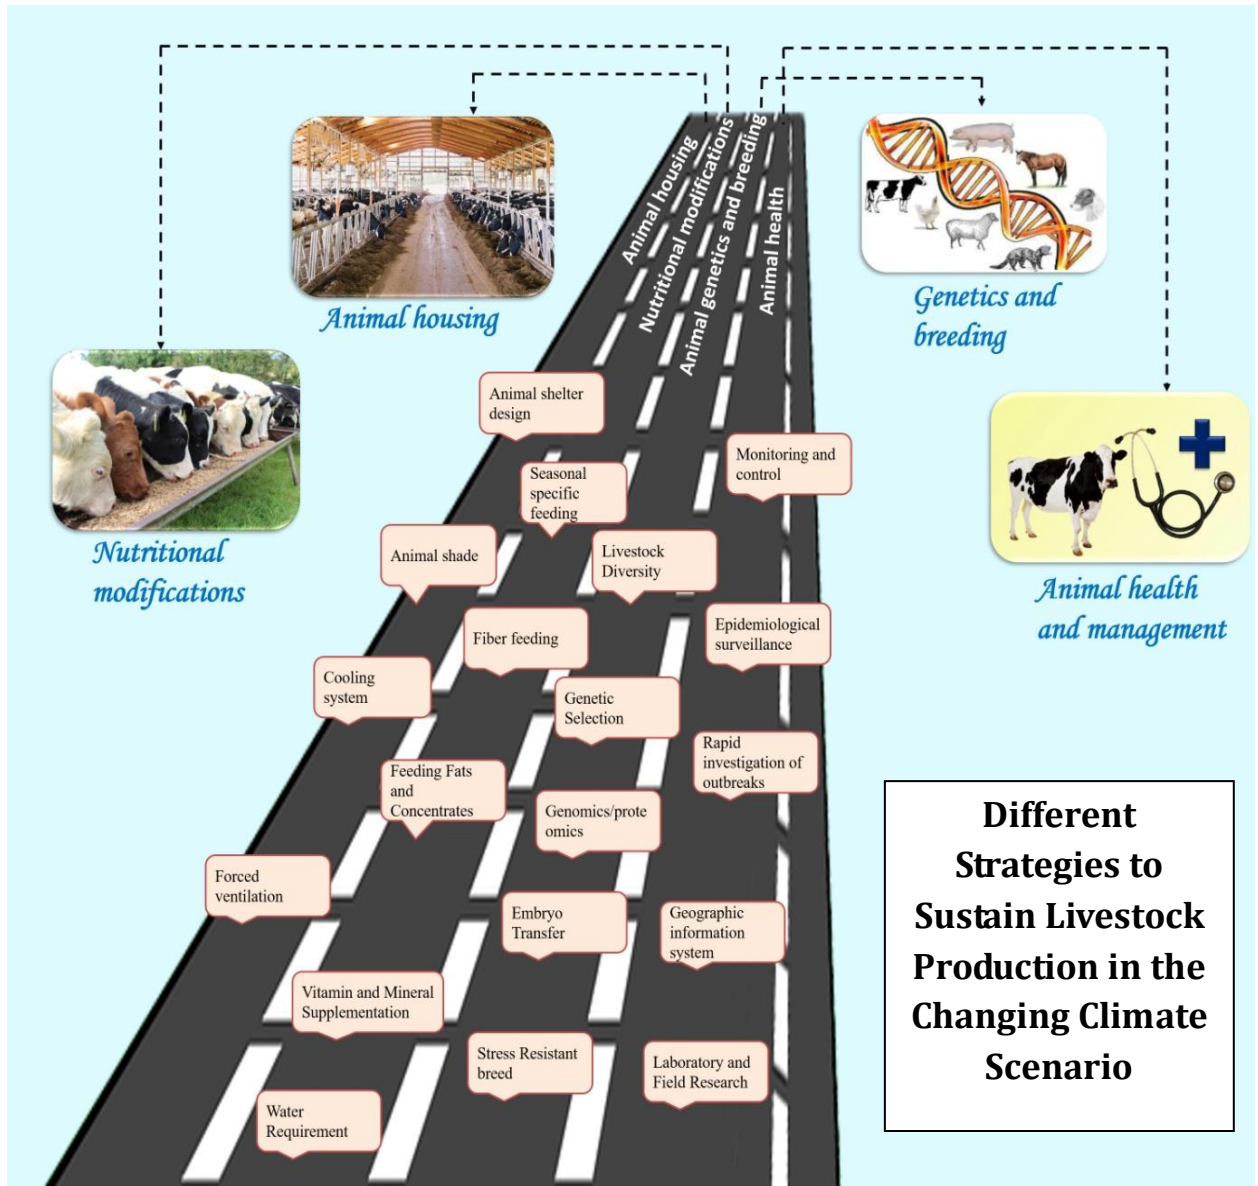 Animal housing
Nutritional modifications
Animal genetics and breeding
Animal health
Animal housing
Genetics and
breeding
Nutritional
modifications
Animal health
and management
Animal shelter
design
Monitoring and
control
Seasonal
specific
feeding
Animal shade
Livestock
Diversity
Fiber feeding
Epidemiological
surveillance
Cooling
system
Genetic
Selection
Rapid
investigation of
outbreaks
Feeding Fats
and
Concentrates
Genomics/prote
omics
Forced
ventilation
Embryo
Transfer
Geographic
information
system
Vitamin and Mineral
Supplementation
Stress Resistant
breed
Laboratory and
Field Research
Water
Requirement
Different
Strategies to
Sustain Livestock
Production in the
Changing Climate
Scenario